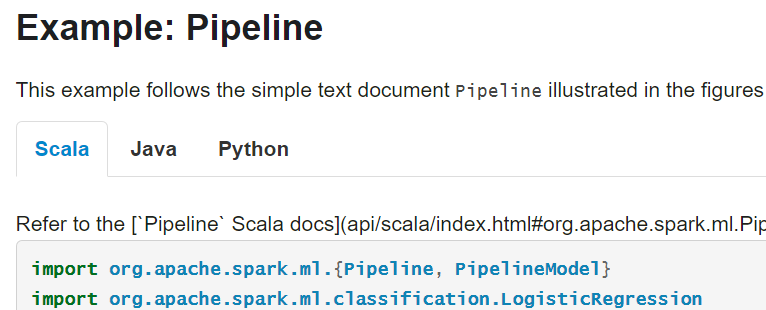 Example: Pipeline
This example follows the simple text document Pipeline illustrated in the figures
Scala Java Python
Refer to the [`Pipeline` Scala docs](api/scala/index.html#org.apache.spark.ml.Pip
import org.apache.spark.ml.{Pipeline, PipelineModel}
import org.apache.spark.ml.classification.LogisticRegression